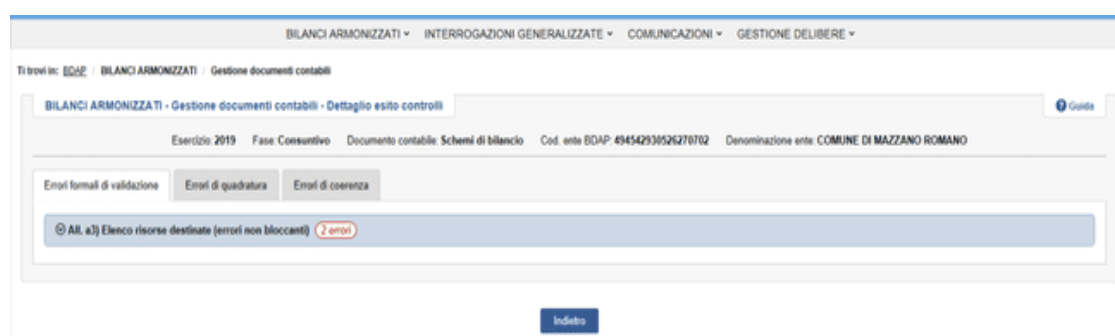 BILANCI ARMONIZZATI INTERROGAZIONI GENERALIZZATE COMUNICAZIONI GESTIONE DELIBERE
Ti trovi in: BDAP / BILANCI ARMONIZZATI / Gestione documenti contabili
BILANCI ARMONIZZATI - Gestione documenti contabili - Dettaglio esito controlli Guida
Esercizio: 2019 Fase: Consuntivo Documento contabile: Schemi di bilancio Cod. ente BDAP: 494542930526270702 Denominazione ente: COMUNE DI MAZZANO ROMANO
Errori formali di validazione Errori di quadratura Errori di coerenza
All. a3) Elenco risorse destinate (errori non bloccanti) 2 errori
Indietro